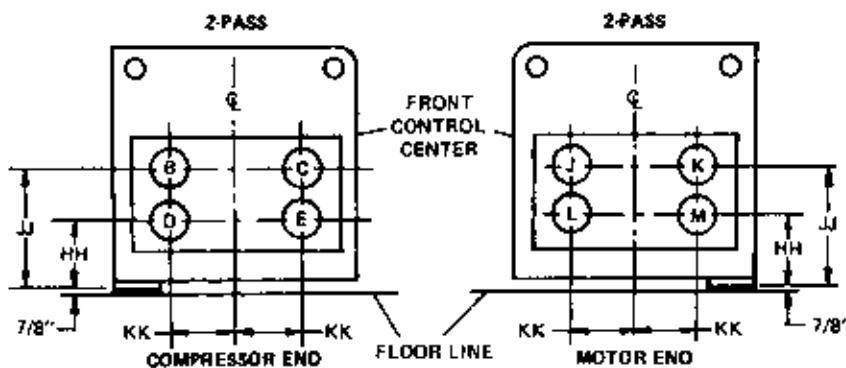 2-PASS
2-PASS
℄
℄
FRONT
CONTROL
CENTER
B
C
J
K
D
E
L
M
JJ
HH
HH
JJ
7/8"
KK
KK
KK
KK
7/8"
COMPRESSOR END
FLOOR LINE
MOTOR END